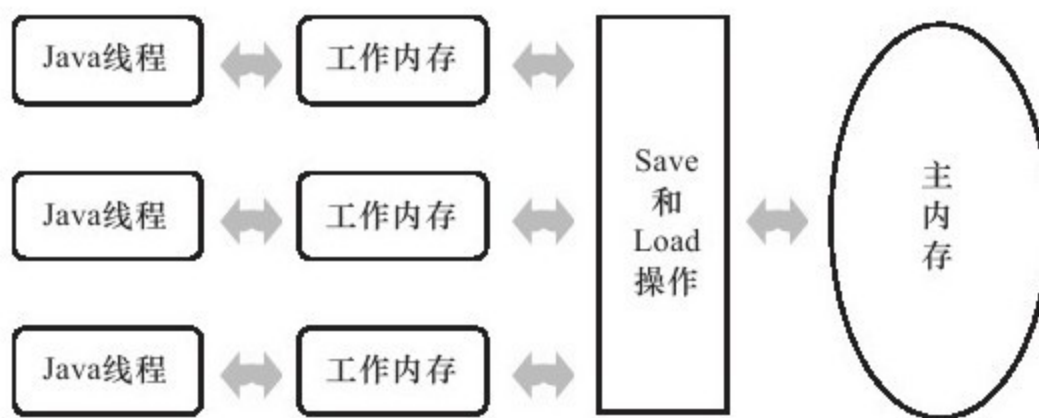 Java线程
工作内存
Java线程
工作内存
Java线程
工作内存
Save
和
Load
操作
主
内
存